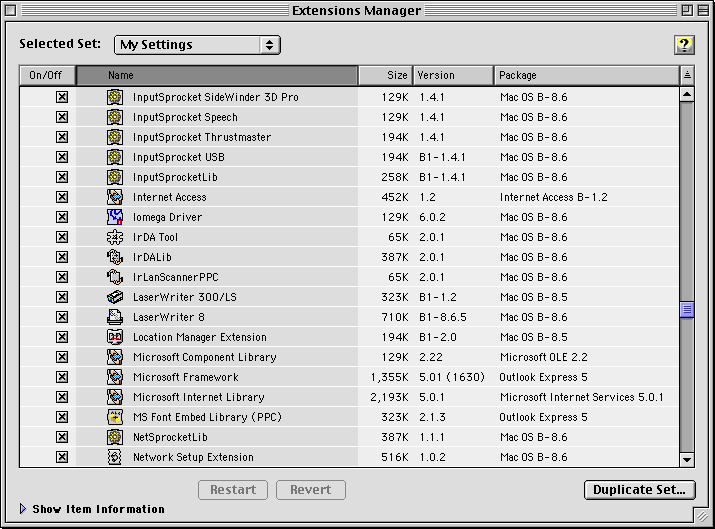 Extensions Manager
Selected Set: My Settings
?
On/Off Name Size Version Package
InputSprocket SideWinder 3D Pro 129K 1.4.1 Mac OS B-8.6
InputSprocket Speech 129K 1.4.1 Mac OS B-8.6
InputSprocket Thrustmaster 194K 1.4.1 Mac OS B-8.6
InputSprocket USB 194K B1-1.4.1 Mac OS B-8.6
InputSprocketLib 258K B1-1.4.1 Mac OS B-8.6
Internet Access 452K 1.2 Internet Access B-1.2
Iomega Driver 129K 6.0.2 Mac OS B-8.6
IrDA Tool 65K 2.0.1 Mac OS B-8.6
IrDALib 387K 2.0.1 Mac OS B-8.6
IrLanScannerPPC 65K 2.0.1 Mac OS B-8.6
LaserWriter 300/LS 323K B1-1.2 Mac OS B-8.5
LaserWriter 8 710K B1-8.6.5 Mac OS B-8.6
Location Manager Extension 194K B1-2.0 Mac OS B-8.5
Microsoft Component Library 129K 2.22 Microsoft OLE 2.2
Microsoft Framework 1,355K 5.01 (1630) Outlook Express 5
Microsoft Internet Library 2,193K 5.0.1 Microsoft Internet Services 5.0.1
MS Font Embed Library (PPC) 323K 2.1.3 Outlook Express 5
NetSprocketLib 387K 1.1.1 Mac OS B-8.6
Network Setup Extension 516K 1.0.2 Mac OS B-8.6
Restart Revert Duplicate Set...
Show Item Information